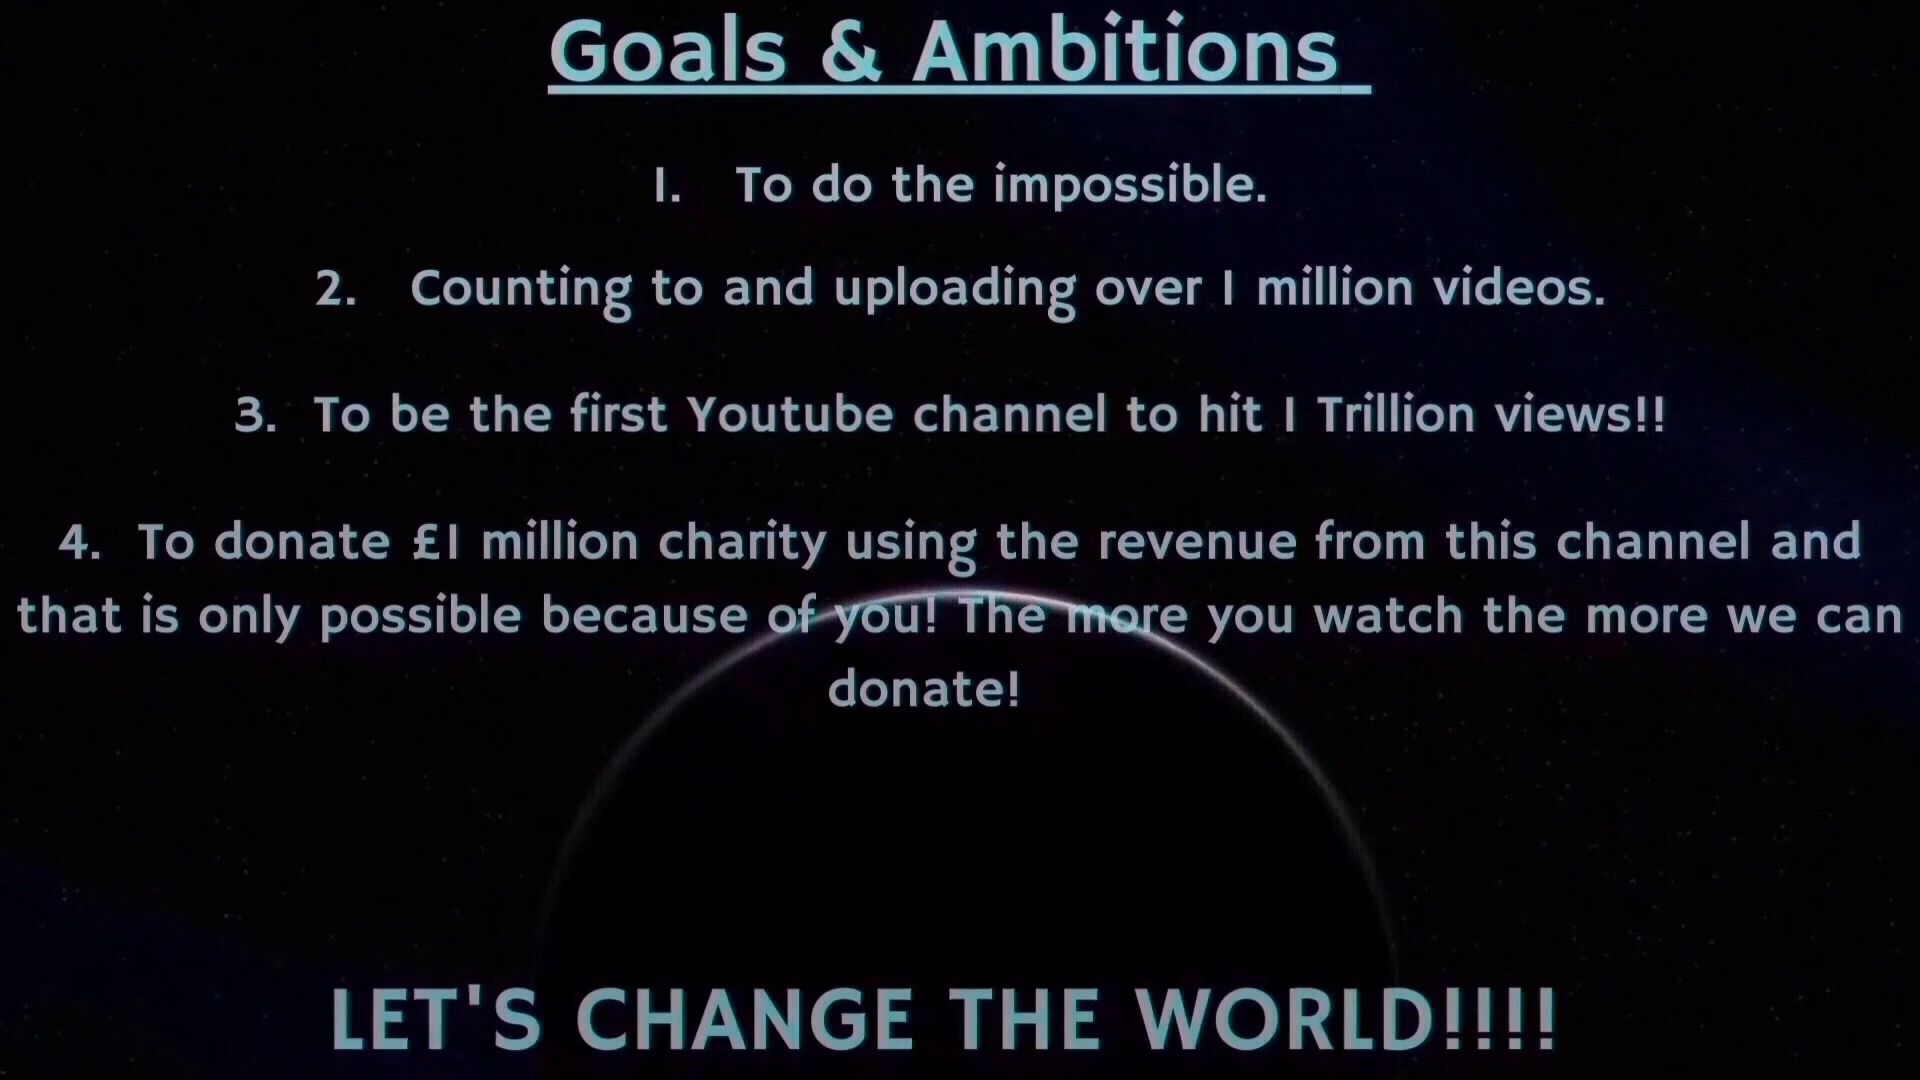 Goals & Ambitions
1. To do the impossible.
2. Counting to and uploading over 1 million videos.
3. To be the first Youtube channel to hit 1 Trillion views!!
4. To donate £1 million charity using the revenue from this channel and
that is only possible because of you! The more you watch the more we can
donate!
LET'S CHANGE THE WORLD!!!!